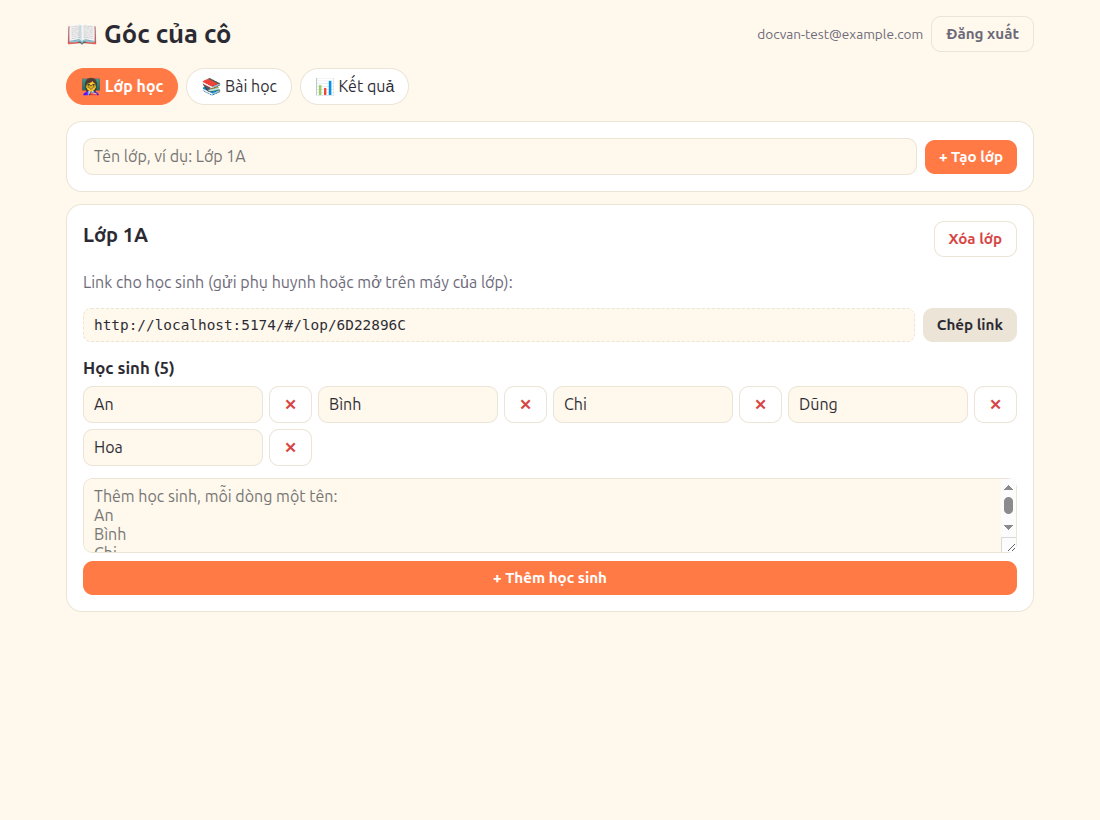 📖 Góc của cô
docvan-test@example.com Đăng xuất
👩‍🏫 Lớp học 📚 Bài học 📊 Kết quả
Tên lớp, ví dụ: Lớp 1A + Tạo lớp
Lớp 1A Xóa lớp
Link cho học sinh (gửi phụ huynh hoặc mở trên máy của lớp):
http://localhost:5174/#/lop/6D22896C Chép link
Học sinh (5)
An ✕ Bình ✕ Chi ✕ Dũng ✕
Hoa ✕
Thêm học sinh, mỗi dòng một tên:
An
Bình
Chi
+ Thêm học sinh